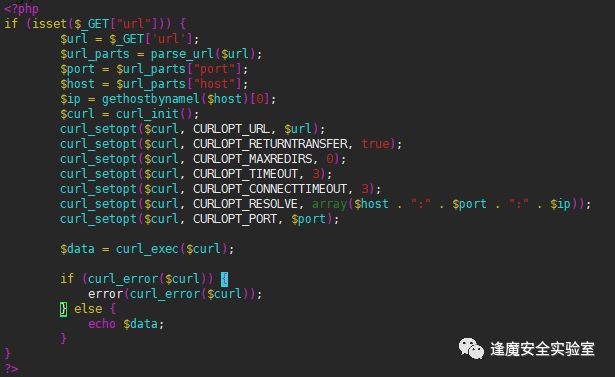 <?php
if (isset($_GET["url"])) {
        $url = $_GET['url'];
        $url_parts = parse_url($url);
        $port = $url_parts["port"];
        $host = $url_parts["host"];
        $ip = gethostbynamel($host)[0];
        $curl = curl_init();
        curl_setopt($curl, CURLOPT_URL, $url);
        curl_setopt($curl, CURLOPT_RETURNTRANSFER, true);
        curl_setopt($curl, CURLOPT_MAXREDIRS, 0);
        curl_setopt($curl, CURLOPT_TIMEOUT, 3);
        curl_setopt($curl, CURLOPT_CONNECTTIMEOUT, 3);
        curl_setopt($curl, CURLOPT_RESOLVE, array($host . ":" . $port . ":" . $ip));
        curl_setopt($curl, CURLOPT_PORT, $port);

        $data = curl_exec($curl);

        if (curl_error($curl)) {
            error(curl_error($curl));
        } else {
            echo $data;
        }
}
?>
逢魔安全实验室